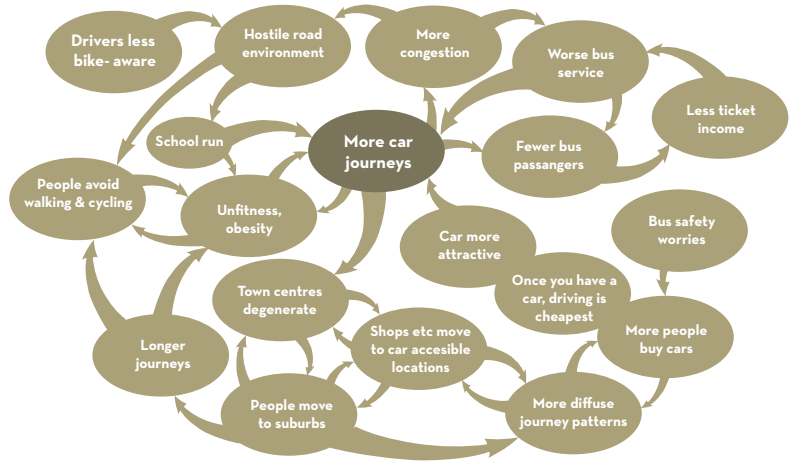 Drivers less
bike- aware
Hostile road
environment
More
congestion
Worse bus
service
Less ticket
income
School run
More car
journeys
Fewer bus
passangers
People avoid
walking & cycling
Unfitness,
obesity
Car more
attractive
Bus safety
worries
Once you have a
car, driving is
cheapest
Town centres
degenerate
Shops etc move
to car accesible
locations
More people
buy cars
Longer
journeys
People move
to suburbs
More diffuse
journey patterns